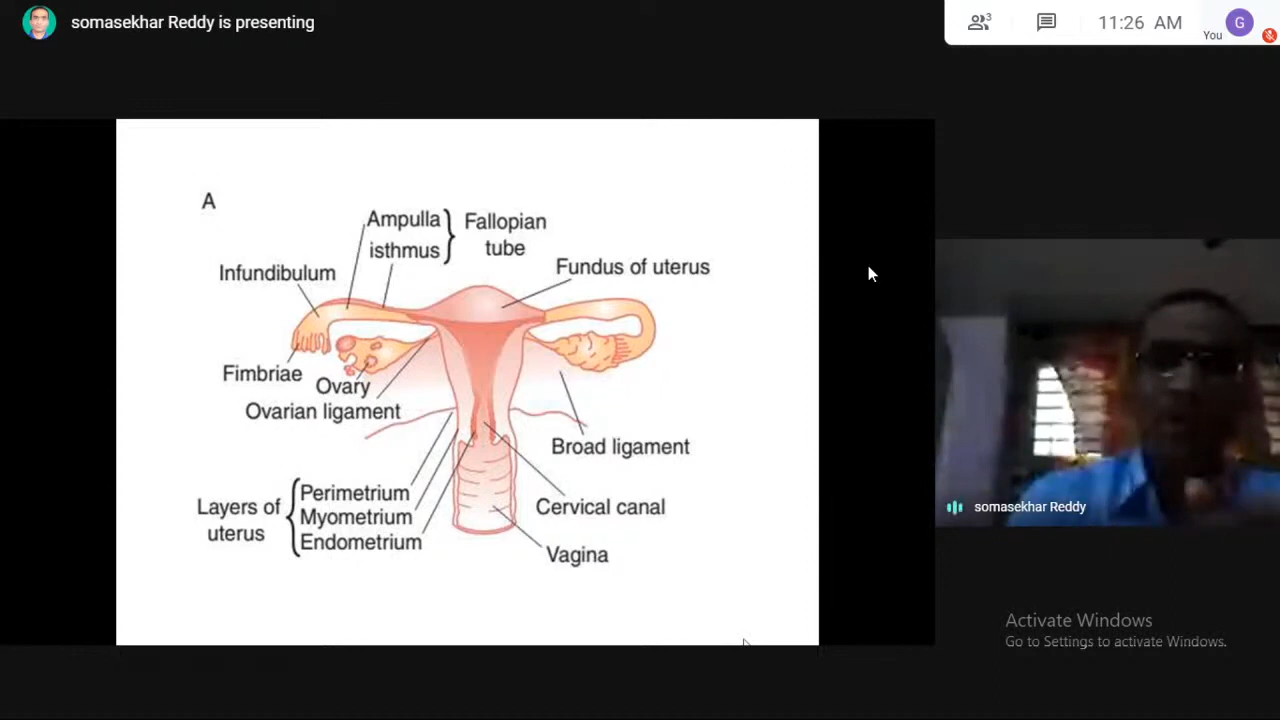 somasekhar Reddy is presenting
3
11:26 AM
You
G
A
Ampulla
isthmus
Fallopian
tube
Infundibulum
Fundus of uterus
Fimbriae
Ovary
Ovarian ligament
Broad ligament
Layers of
uterus
Perimetrium
Myometrium
Endometrium
Cervical canal
Vagina
somasekhar Reddy
Activate Windows
Go to Settings to activate Windows.